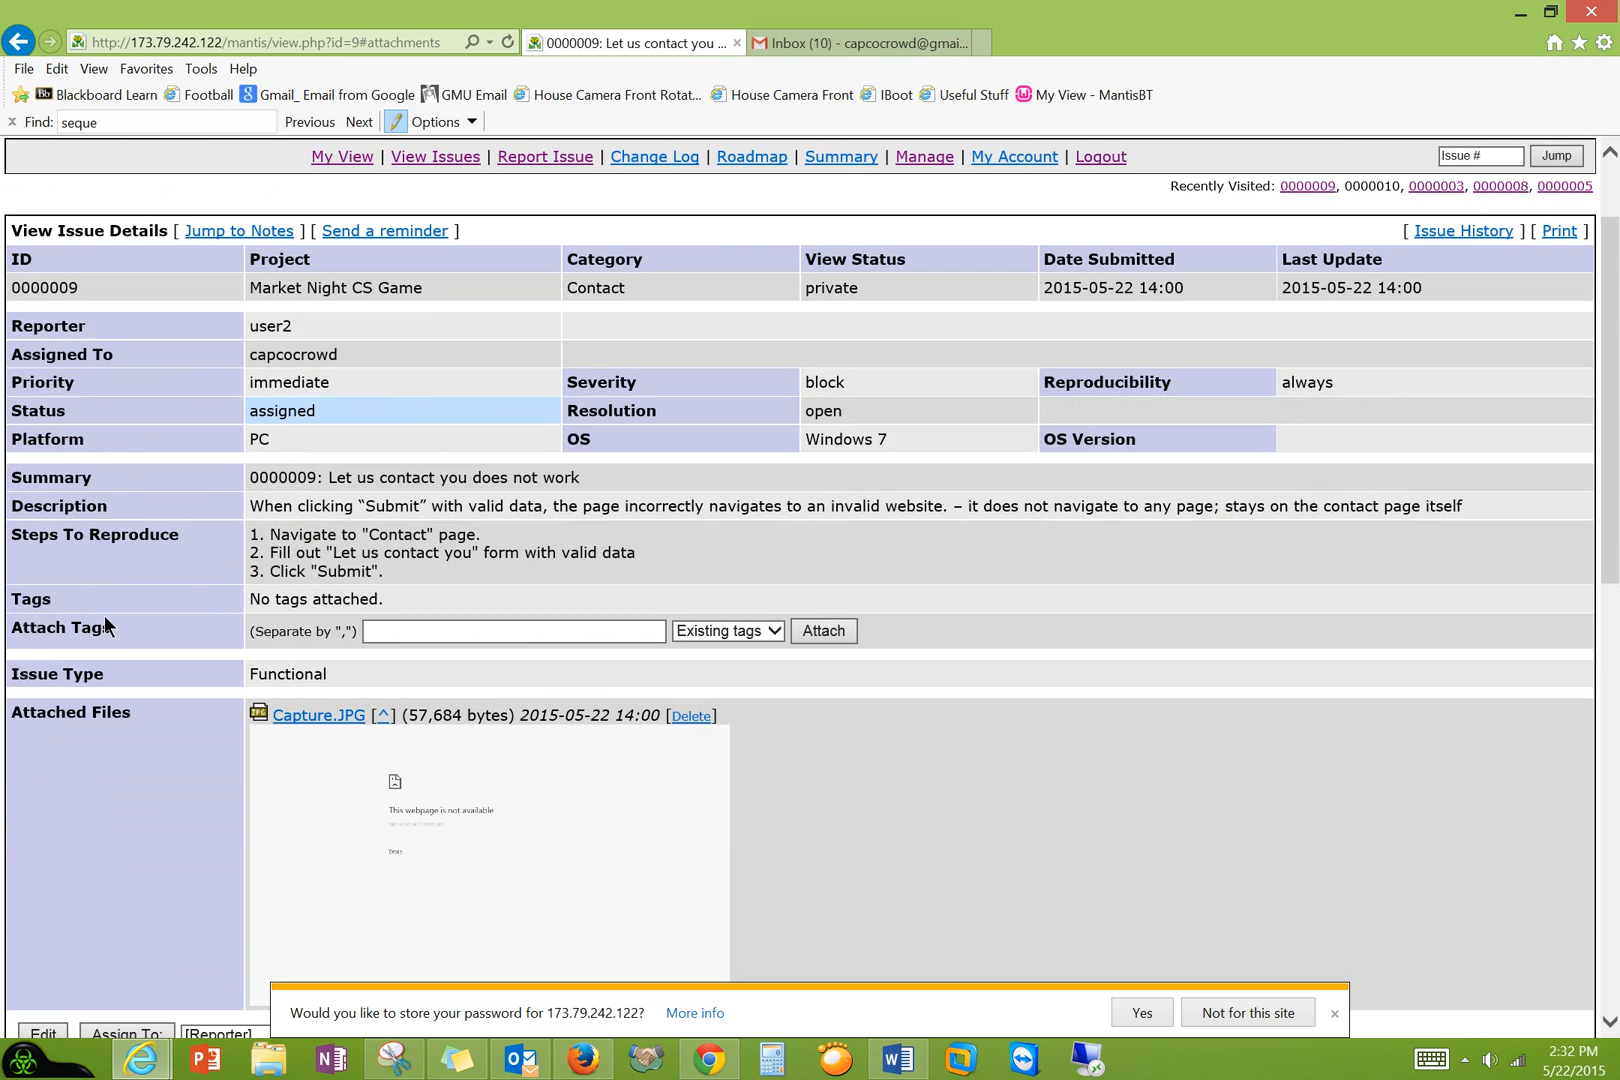 http://173.79.242.122/mantis/view.php?id=9#attachments
0000009: Let us contact you ...
Inbox (10) - capcocrowd@gmai...
File Edit View Favorites Tools Help
Blackboard Learn Football Gmail_ Email from Google GMU Email House Camera Front Rotat... House Camera Front IBoot Useful Stuff My View - MantisBT
Find: seque Previous Next Options
My View | View Issues | Report Issue | Change Log | Roadmap | Summary | Manage | My Account | Logout Issue # Jump
Recently Visited: 0000009, 0000010, 0000003, 0000008, 0000005
View Issue Details [ Jump to Notes ] [ Send a reminder ] [ Issue History ] [ Print ]
ID Project Category View Status Date Submitted Last Update
0000009 Market Night CS Game Contact private 2015-05-22 14:00 2015-05-22 14:00
Reporter user2
Assigned To capcocrowd
Priority immediate Severity block Reproducibility always
Status assigned Resolution open
Platform PC OS Windows 7 OS Version
Summary 0000009: Let us contact you does not work
Description When clicking “Submit” with valid data, the page incorrectly navigates to an invalid website. – it does not navigate to any page; stays on the contact page itself
Steps To Reproduce 1. Navigate to "Contact" page.
2. Fill out "Let us contact you" form with valid data
3. Click "Submit".
Tags No tags attached.
Attach Tags (Separate by ",") Existing tags Attach
Issue Type Functional
Attached Files Capture.JPG [^] (57,684 bytes) 2015-05-22 14:00 [Delete]
This webpage is not available
Details
Would you like to store your password for 173.79.242.122? More info Yes Not for this site
Edit Assign To: [Reporter]
2:32 PM
5/22/2015